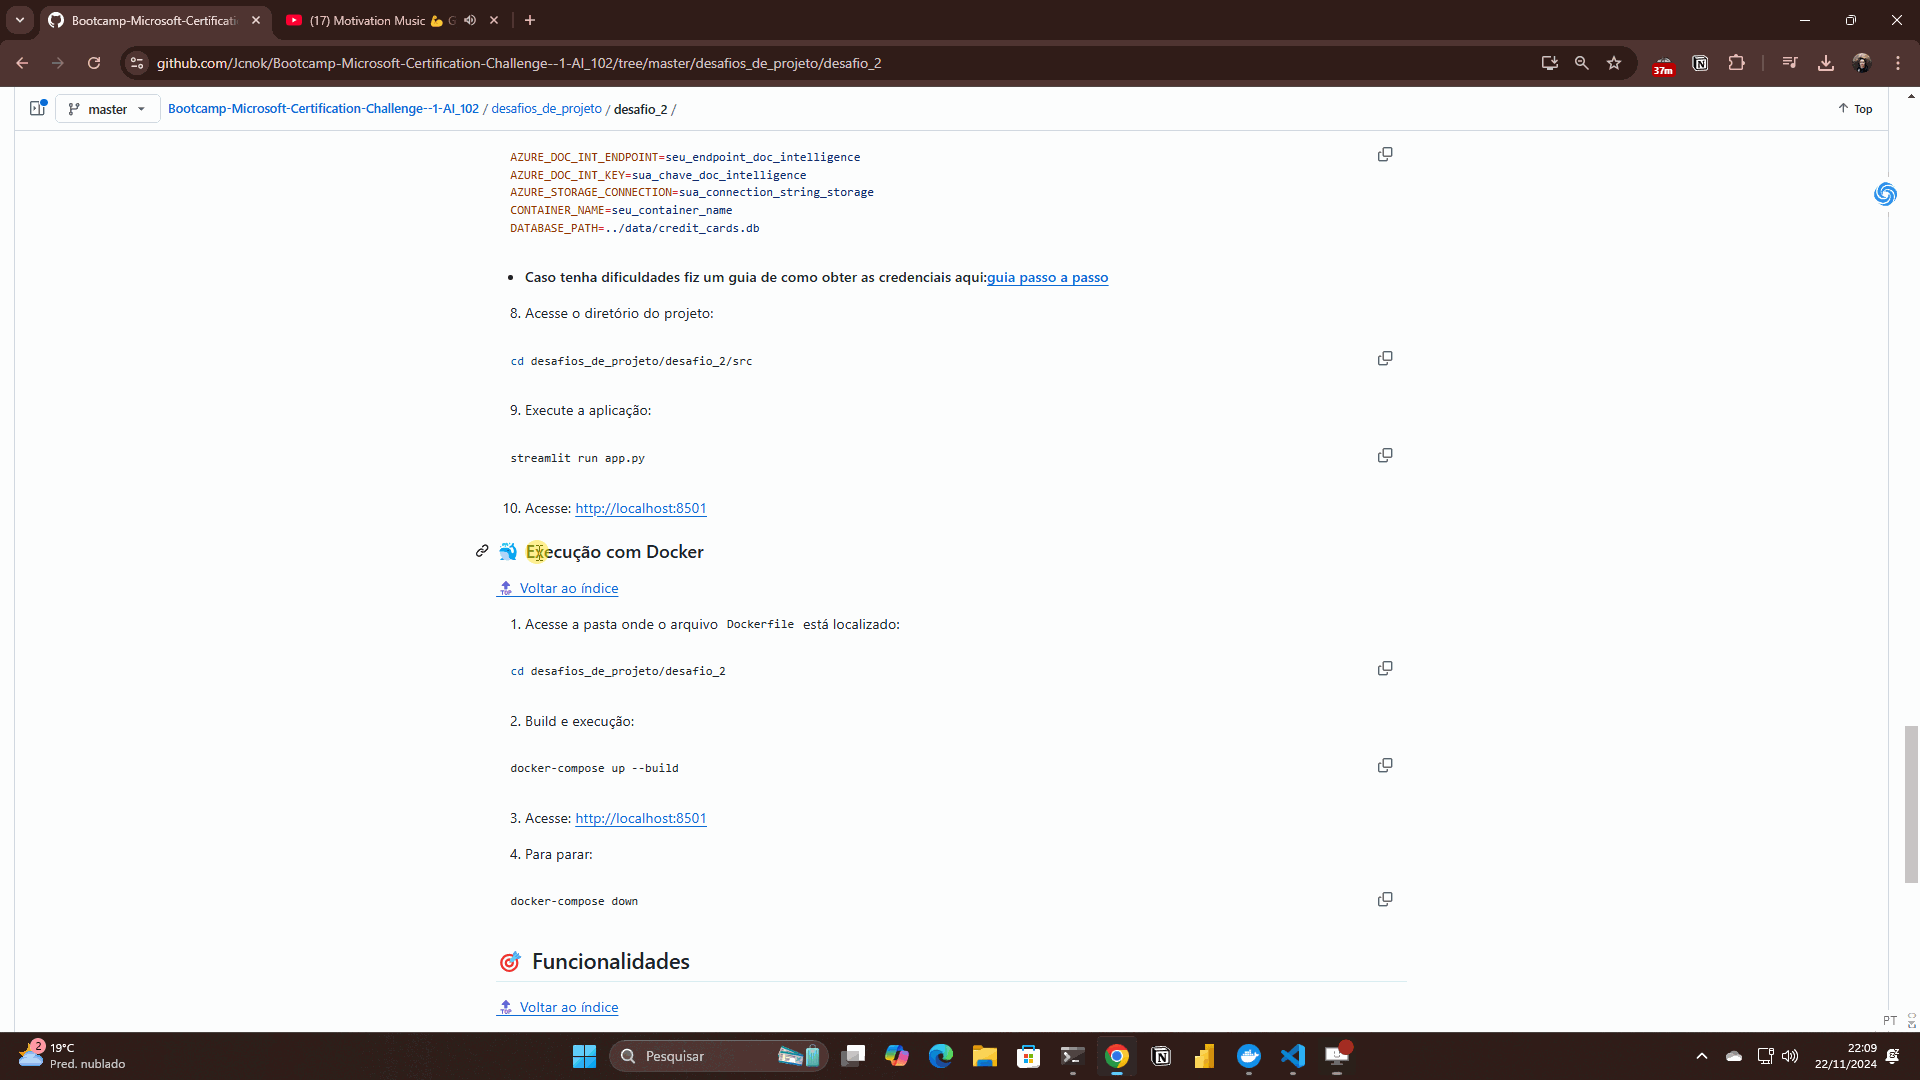 Bootcamp-Microsoft-Certificati
(17) Motivation Music 💪 G
github.com/Jcnok/Bootcamp-Microsoft-Certification-Challenge--1-AI_102/tree/master/desafios_de_projeto/desafio_2
37m
master
Bootcamp-Microsoft-Certification-Challenge--1-AI_102 / desafios_de_projeto / desafio_2 /
Top
AZURE_DOC_INT_ENDPOINT=seu_endpoint_doc_intelligence
AZURE_DOC_INT_KEY=sua_chave_doc_intelligence
AZURE_STORAGE_CONNECTION=sua_connection_string_storage
CONTAINER_NAME=seu_container_name
DATABASE_PATH=../data/credit_cards.db
• Caso tenha dificuldades fiz um guia de como obter as credenciais aqui:guia passo a passo
8. Acesse o diretório do projeto:
cd desafios_de_projeto/desafio_2/src
9. Execute a aplicação:
streamlit run app.py
10. Acesse: http://localhost:8501
🐳 Execução com Docker
🔝 Voltar ao índice
1. Acesse a pasta onde o arquivo Dockerfile está localizado:
cd desafios_de_projeto/desafio_2
2. Build e execução:
docker-compose up --build
3. Acesse: http://localhost:8501
4. Para parar:
docker-compose down
🎯 Funcionalidades
🔝 Voltar ao índice
PT
2
19°C
Pred. nublado
Pesquisar
22:09
22/11/2024